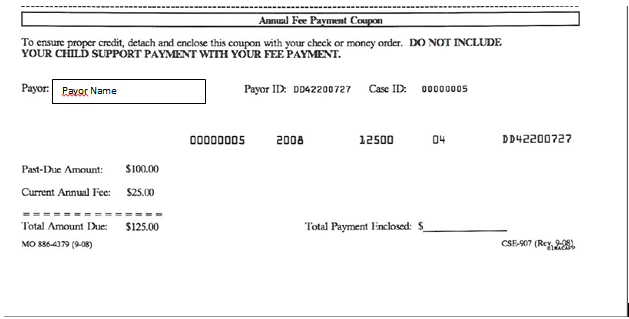 Annual Fee Payment Coupon
To ensure proper credit, detach and enclose this coupon with your check or money order. DO NOT INCLUDE
YOUR CHILD SUPPORT PAYMENT WITH YOUR FEE PAYMENT.
Payor: Payor Name Payor ID: DD42200727 Case ID: 00000005
00000005 2008 12500 04 DD42200727
Past-Due Amount: $100.00
Current Annual Fee: $25.00
==============
Total Amount Due: $125.00 Total Payment Enclosed: $____________
MO 886-4379 (9-08) CSE-907 (Rev. 9-08)